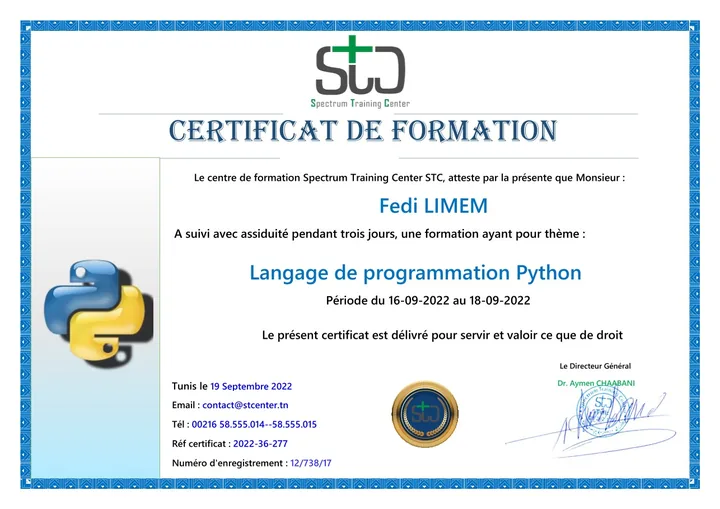 STC
Spectrum Training Center
CERTIFICAT DE FORMATION
Le centre de formation Spectrum Training Center STC, atteste par la présente que Monsieur :
Fedi LIMEM
A suivi avec assiduité pendant trois jours, une formation ayant pour thème :
Langage de programmation Python
Période du 16-09-2022 au 18-09-2022
Le présent certificat est délivré pour servir et valoir ce que de droit
Le Directeur Général
Dr. Aymen CHAABANI
Tunis le 19 Septembre 2022
Email : contact@stcenter.tn
Tél : 00216 58.555.014--58.555.015
Réf certificat : 2022-36-277
Numéro d'enregistrement : 12/738/17